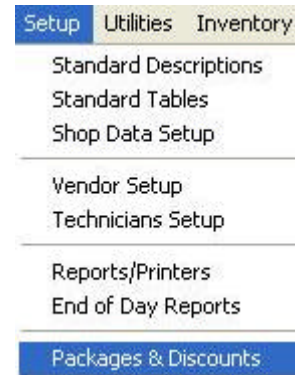 Setup Utilities Inventory
Standard Descriptions
Standard Tables
Shop Data Setup
Vendor Setup
Technicians Setup
Reports/Printers
End of Day Reports
Packages & Discounts